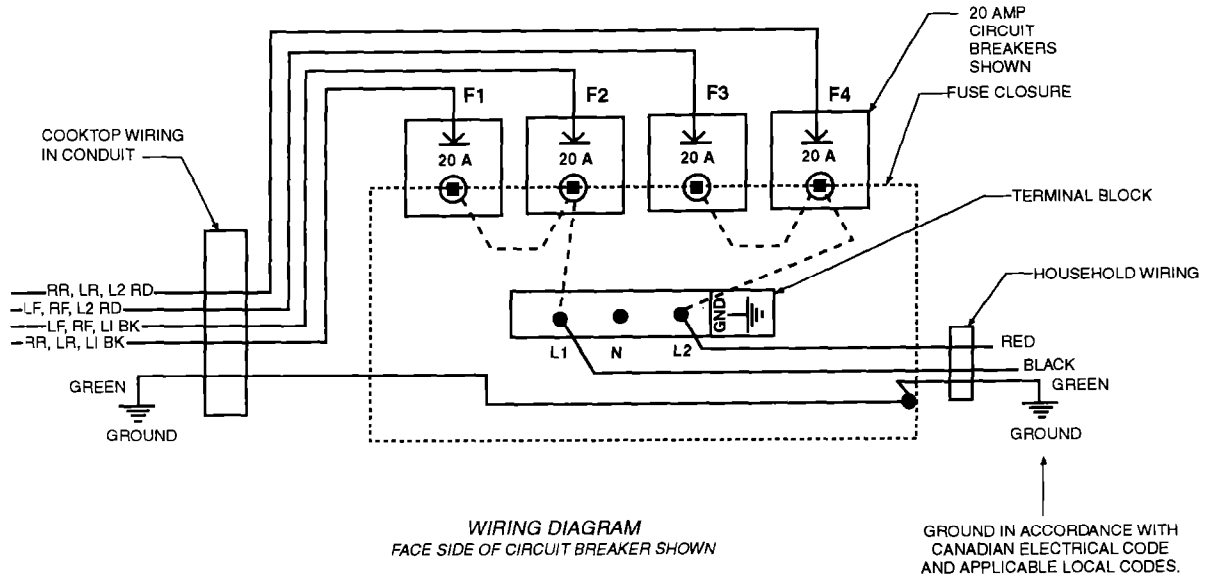 20 AMP
CIRCUIT
BREAKERS
SHOWN
F1
F2
F3
F4
FUSE CLOSURE
COOKTOP WIRING
IN CONDUIT
20 A
20 A
20 A
20 A
TERMINAL BLOCK
HOUSEHOLD WIRING
RR, LR, L2 RD
LF, RF, L2 RD
LF, RF, LI BK
RR, LR, LI BK
GND
L1
N
L2
RED
BLACK
GREEN
GREEN
GROUND
GROUND
WIRING DIAGRAM
FACE SIDE OF CIRCUIT BREAKER SHOWN
GROUND IN ACCORDANCE WITH
CANADIAN ELECTRICAL CODE
AND APPLICABLE LOCAL CODES.